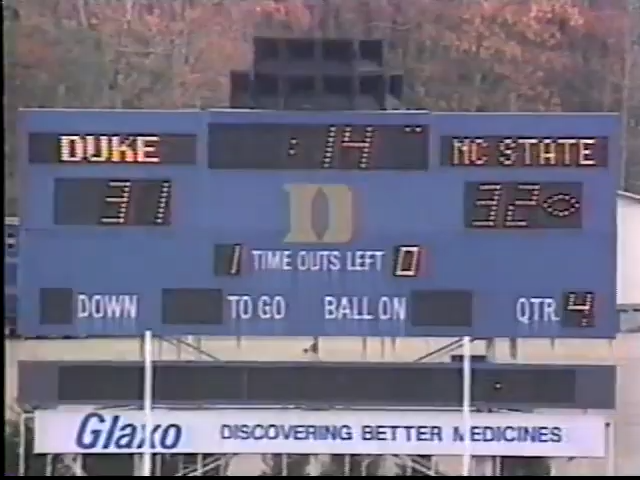 DUKE :14 NC STATE
31 D 32
1 TIME OUTS LEFT 0
DOWN TO GO BALL ON QTR. 4
Glaxo DISCOVERING BETTER MEDICINES